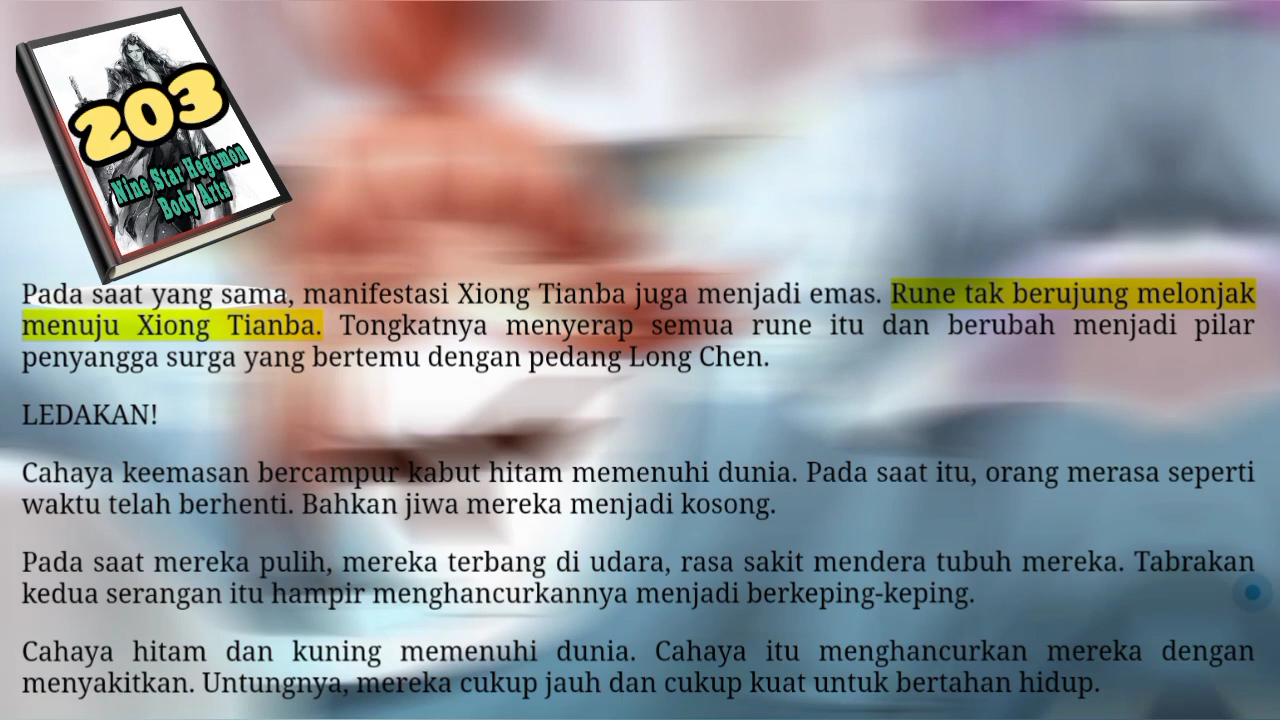 203
Nine Star Hegemon
Body Arts
Pada saat yang sama, manifestasi Xiong Tianba juga menjadi emas. Rune tak berujung melonjak
menuju Xiong Tianba. Tongkatnya menyerap semua rune itu dan berubah menjadi pilar
penyangga surga yang bertemu dengan pedang Long Chen.
LEDAKAN!
Cahaya keemasan bercampur kabut hitam memenuhi dunia. Pada saat itu, orang merasa seperti
waktu telah berhenti. Bahkan jiwa mereka menjadi kosong.
Pada saat mereka pulih, mereka terbang di udara, rasa sakit mendera tubuh mereka. Tabrakan
kedua serangan itu hampir menghancurkannya menjadi berkeping-keping.
Cahaya hitam dan kuning memenuhi dunia. Cahaya itu menghancurkan mereka dengan
menyakitkan. Untungnya, mereka cukup jauh dan cukup kuat untuk bertahan hidup.